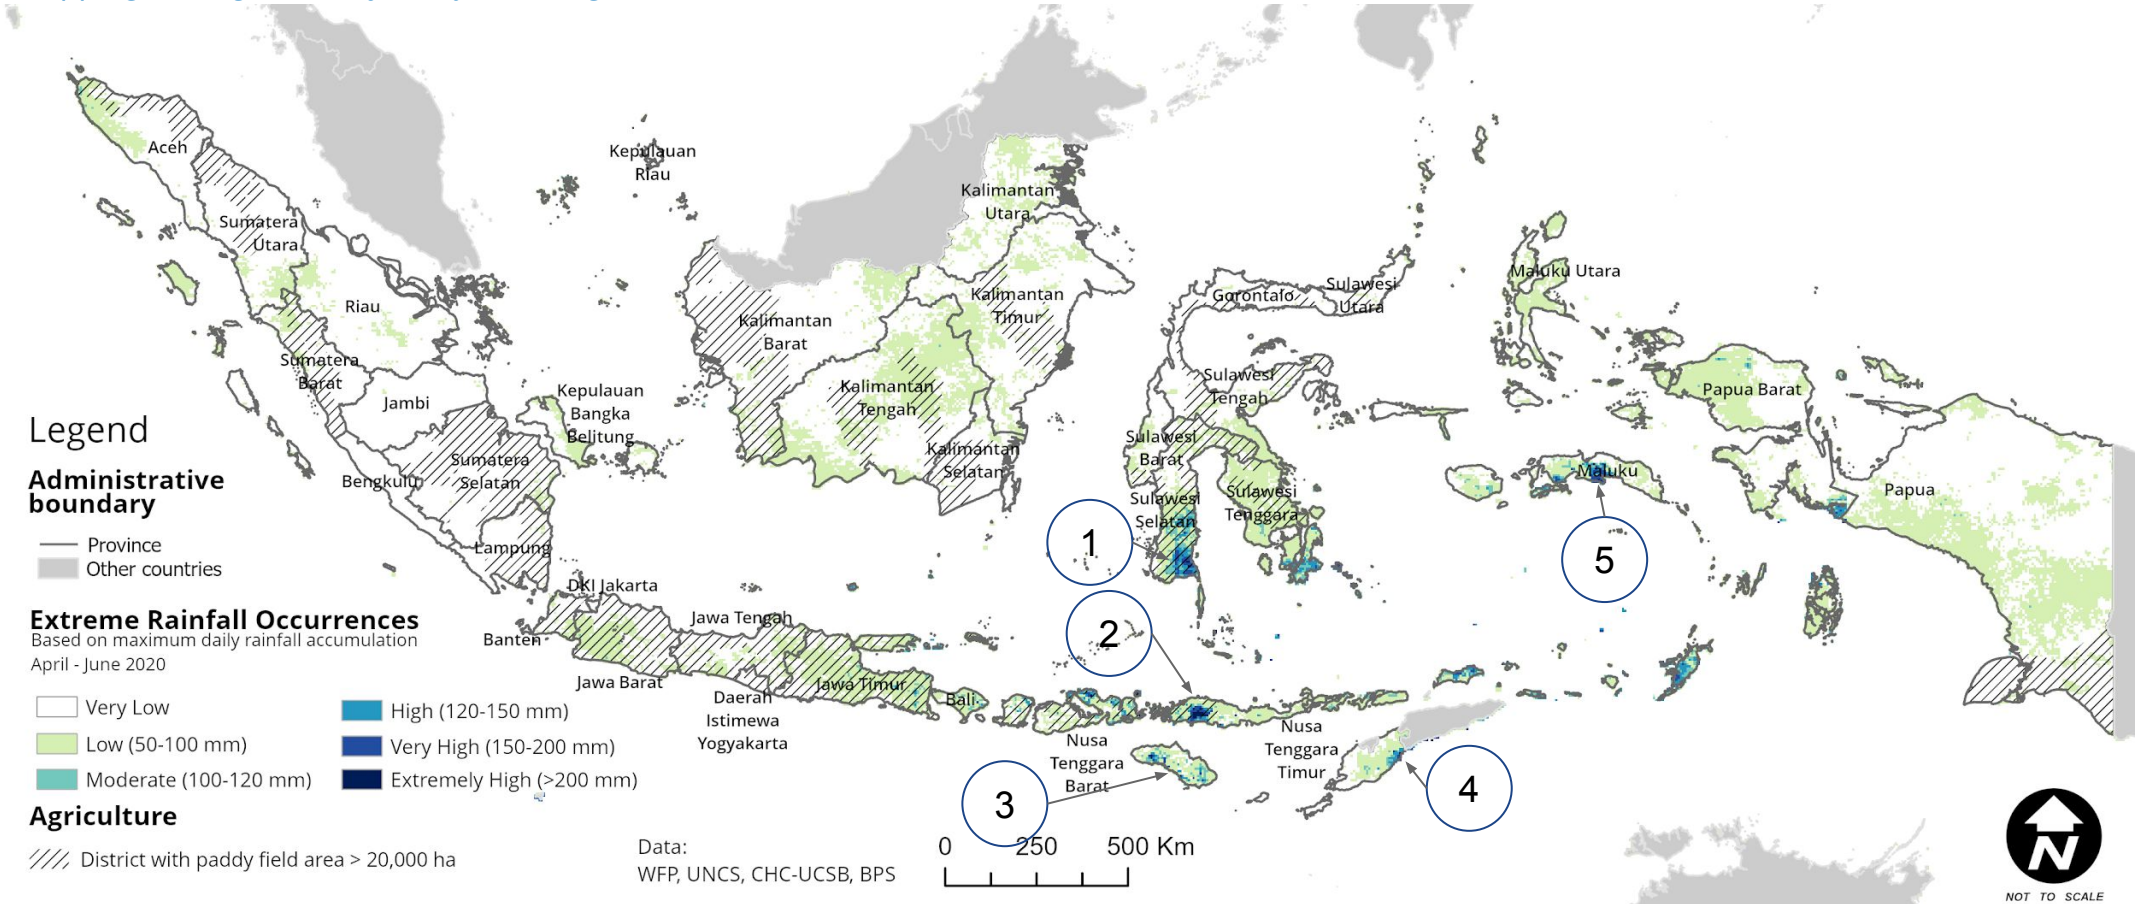 Aceh
Sumatera
Utara
Riau
Kepulauan
Riau
Sumatera
Barat
Jambi
Kepulauan
Bangka
Belitung
Bengkulu
Sumatera
Selatan
Lampung
Kalimantan
Utara
Kalimantan
Timur
Kalimantan
Barat
Kalimantan
Tengah
Kalimantan
Selatan
Gorontalo
Sulawesi
Utara
Sulawesi
Tengah
Sulawesi
Barat
Sulawesi
Selatan
Sulawesi
Tenggara
Maluku Utara
Papua Barat
Maluku
Papua
DKI Jakarta
Banten
Jawa Tengah
Jawa Barat
Daerah
Istimewa
Yogyakarta
Jawa Timur
Bali
Nusa
Tenggara
Barat
Nusa
Tenggara
Timur
1
2
3
4
5
Legend
Administrative
boundary
Province
Other countries
Extreme Rainfall Occurrences
Based on maximum daily rainfall accumulation
April - June 2020
Very Low
Low (50-100 mm)
Moderate (100-120 mm)
High (120-150 mm)
Very High (150-200 mm)
Extremely High (>200 mm)
Agriculture
District with paddy field area > 20,000 ha
Data:
WFP, UNCS, CHC-UCSB, BPS
0 250 500 Km
N
NOT TO SCALE